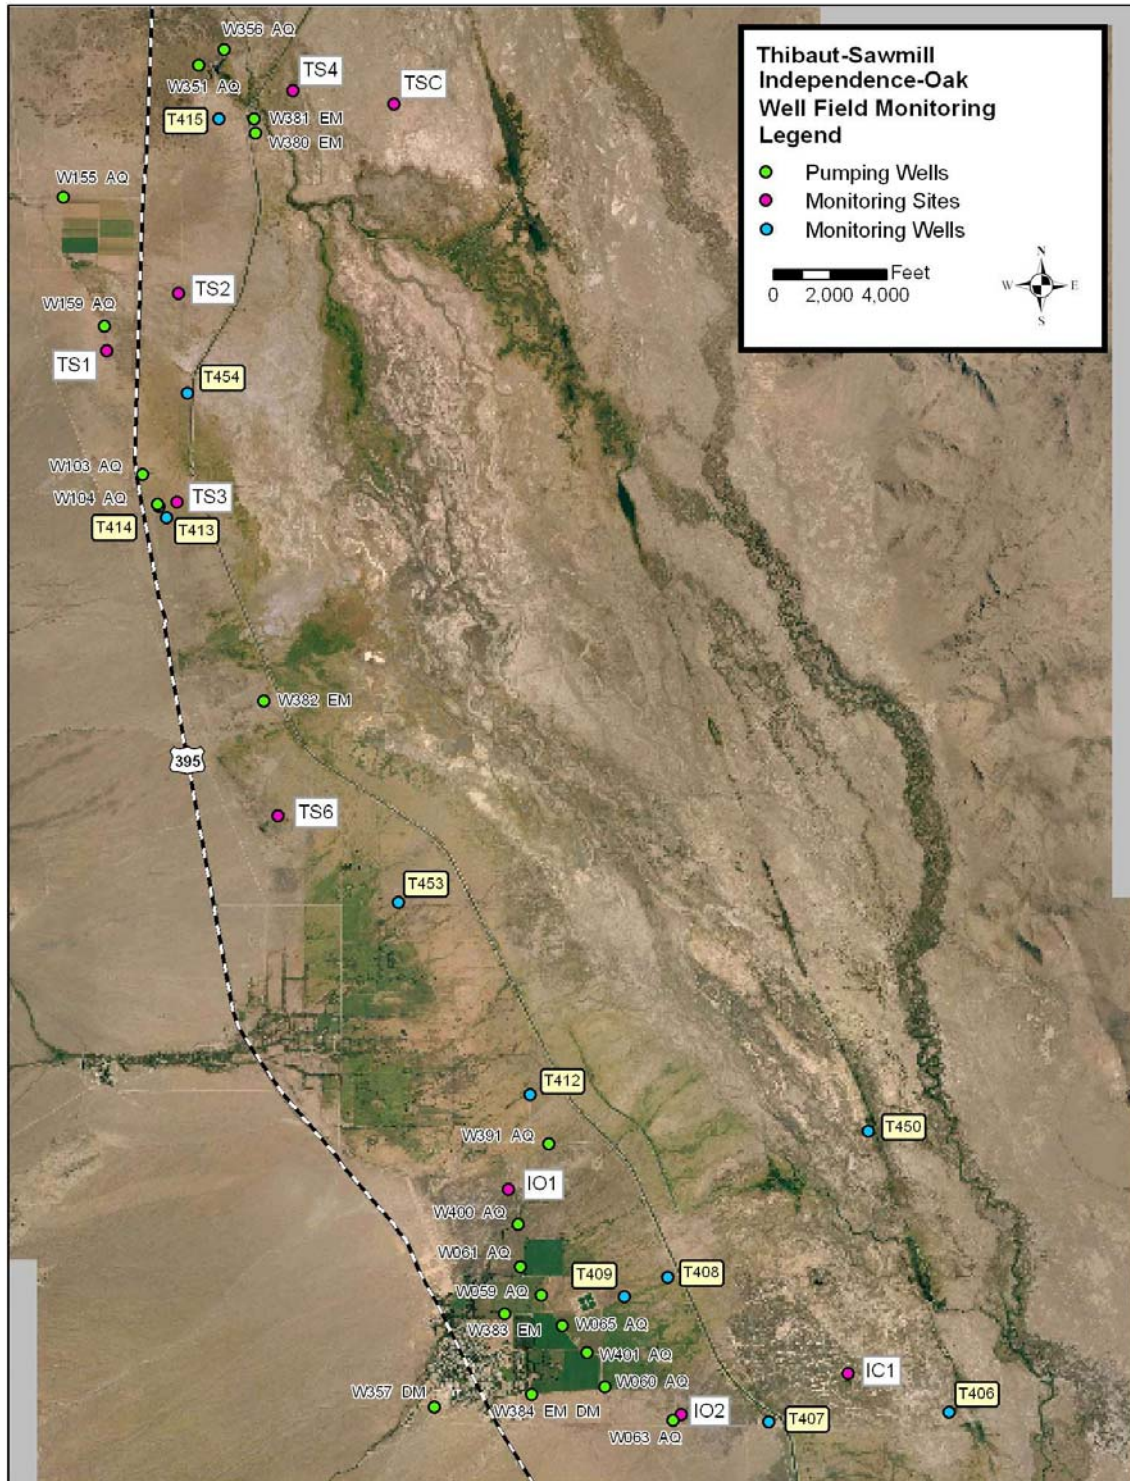 W356 AQ
Thibaut-Sawmill
Independence-Oak
Well Field Monitoring
Legend
Pumping Wells
Monitoring Sites
Monitoring Wells
Feet
0 2,000 4,000
N
W E
S
TS4
TSC
W351 AQ
T415
W381 EM
W380 EM
W155 AQ
TS2
W159 AQ
TS1
T454
W103 AQ
W104 AQ
TS3
T414
T413
W382 EM
395
TS6
T453
T412
T450
W391 AQ
IO1
W400 AQ
W061 AQ
T409
T408
W059 AQ
W383 EM
W065 AQ
W401 AQ
IC1
W060 AQ
W357 DM
W384 EM DM
T406
IO2
T407
W063 AQ